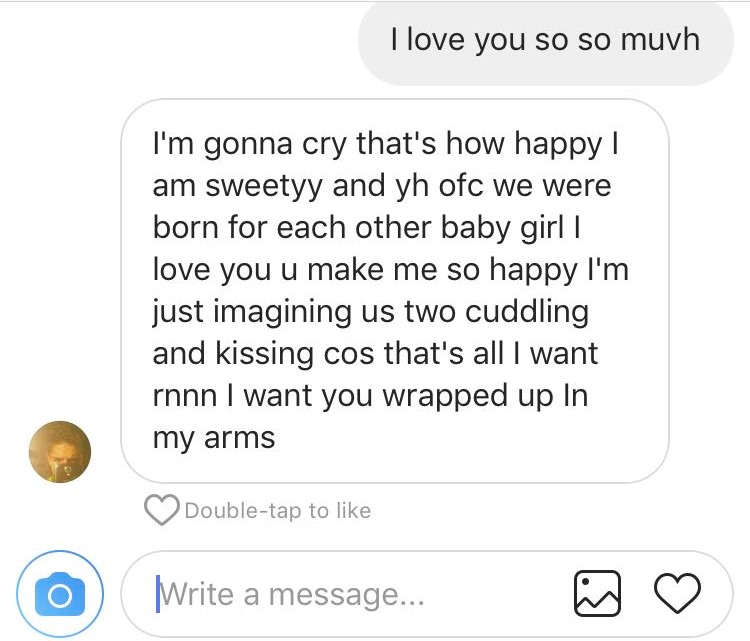 I love you so so muvh
I'm gonna cry that's how happy I
am sweetyy and yh ofc we were
born for each other baby girl I
love you u make me so happy I'm
just imagining us two cuddling
and kissing cos that's all I want
rnnn I want you wrapped up In
my arms
Double-tap to like
Write a message...